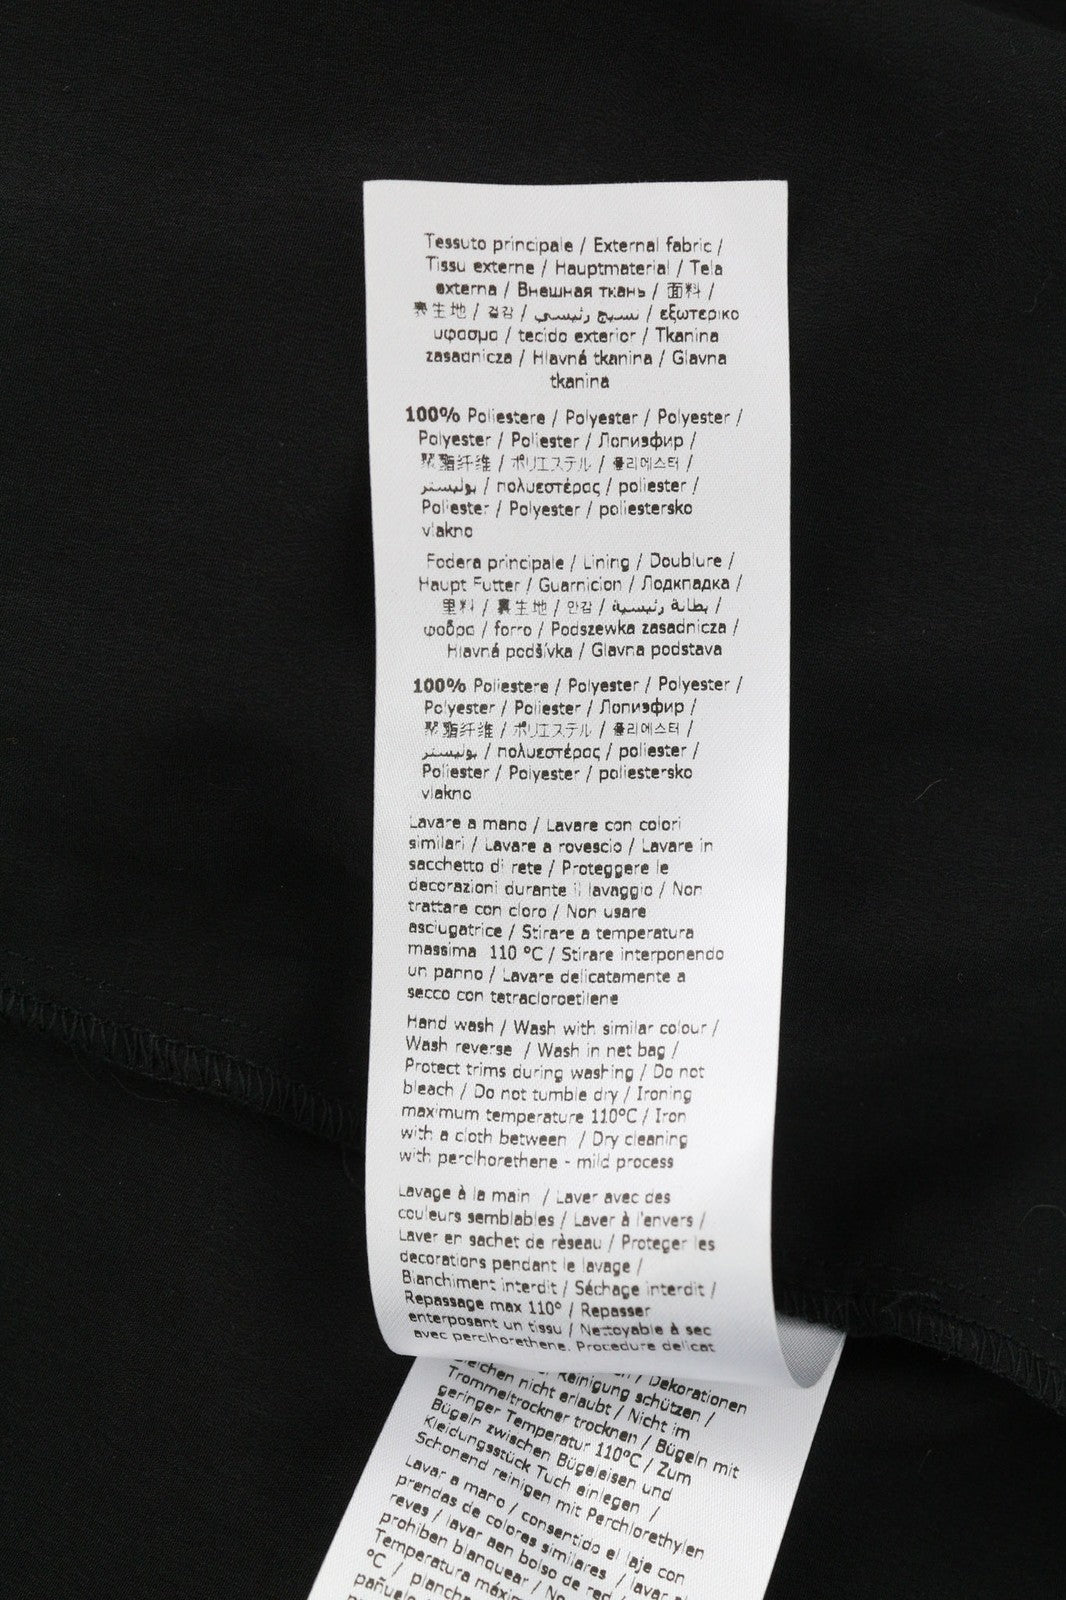 Tessuto principale / External fabric /
Tissu externe / Hauptmaterial / Tela
externa / Внешная ткань / 面料 /
表生地 / 겉감 / نسيج رئيسي / εξωτερικο
υφασμα / tecido exterior / Tkanina
zasadnicza / Hlavná tkanina / Glavna
tkanina
100% Poliestere / Polyester / Polyester /
Polyester / Poliester / Лопиэфир /
聚酯纤维 / ポリエステル / 폴리에스터 /
بوليستر / πολυεστέρας / poliester /
Poliester / Polyester / poliestersko
vlakno
Fodera principale / Lining / Doublure /
Haupt Futter / Guarnicion / Лодкпадка /
里料 / 裏生地 / 안감 / بطانة رئيسية /
φοδρα / forro / Podszewka zasadnicza /
Hlavná podšívka / Glavna podstava
100% Poliestere / Polyester / Polyester /
Polyester / Poliester / Лопиэфир /
聚酯纤维 / ポリエステル / 폴리에스터 /
بوليستر / πολυεστέρας / poliester /
Poliester / Polyester / poliestersko
vlakno
Lavare a mano / Lavare con colori
similari / Lavare a rovescio / Lavare in
sacchetto di rete / Proteggere le
decorazioni durante il lavaggio / Non
trattare con cloro / Non usare
asciugatrice / Stirare a temperatura
massima 110 °C / Stirare interponendo
un panno / Lavare delicatamente a
secco con tetracloroetilene
Hand wash / Wash with similar colour /
Wash reverse / Wash in net bag /
Protect trims during washing / Do not
bleach / Do not tumble dry / Ironing
maximum temperature 110°C / Iron
with a cloth between / Dry cleaning
with perclhorethene - mild process
Lavage à la main / Laver avec des
couleurs semblables / Laver à l'envers /
Laver en sachet de rèseau / Proteger les
decorations pendant le lavage /
Blanchiment interdit / Séchage interdit /
Repassage max 110° / Repasser
enterposant un tissu / Nettoyable à sec
avec perclhorethene. Procedure delicat
/ Dekorationen
Reinigung schützen /
nicht erlaubt / Nicht im
Trommeltrockner trocknen / Bügeln mit
geringer Temperatur 110°C / Zum
Bügeln zwischen Bügeleisen und
Kleidungsstück Tuch einlegen /
Schonend reinigen mit Perchlorethylen
Lavar a mano / consentido el laje con
prendas de colores similares / lavar
reves / lavar aen bolso de red /
prohiben blanquear / No
Temperatura
°C / plancha